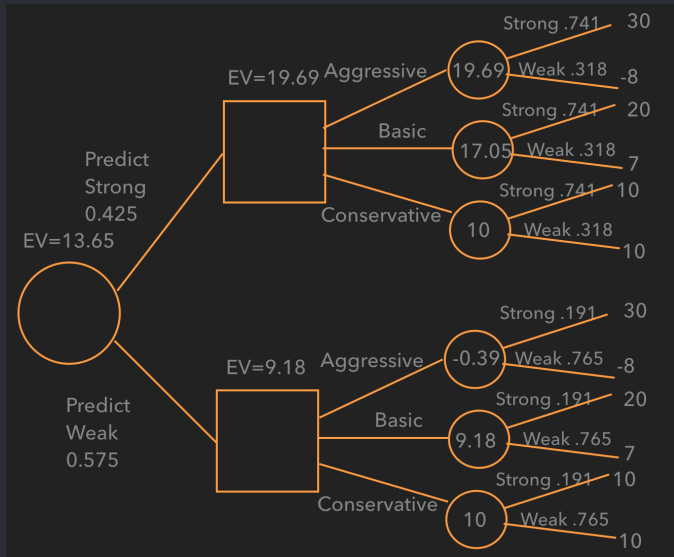 Strong .741 30
EV=19.69 Aggressive 19.69 Weak .318 -8
Strong .741 20
Basic 17.05 Weak .318 7
Predict
Strong
0.425
Strong .741 10
Conservative 10 Weak .318 10
EV=13.65
Strong .191 30
EV=9.18 Aggressive -0.39 Weak .765 -8
Strong .191 20
Predict
Weak
0.575
Basic 9.18 Weak .765 7
Strong .191 10
Conservative 10 Weak .765 10